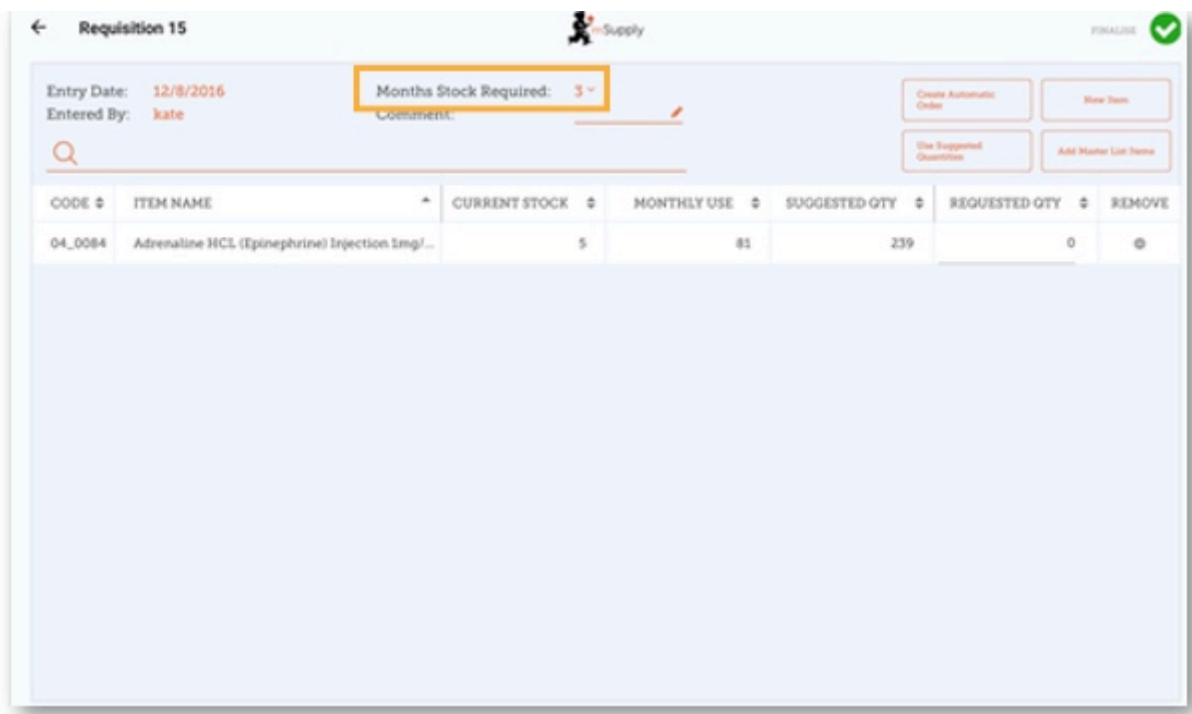 Requisition 15
mSupply
FINALISE
Entry Date: 12/8/2016
Months Stock Required: 3
Entered By: kate
Comment:
Create Automatic Order
New Item
Use Suggested Quantities
Add Master List Items
CODE ITEM NAME CURRENT STOCK MONTHLY USE SUGGESTED QTY REQUESTED QTY REMOVE
04_0084 Adrenaline HCL (Epinephrine) Injection 1mg/... 5 81 239 0